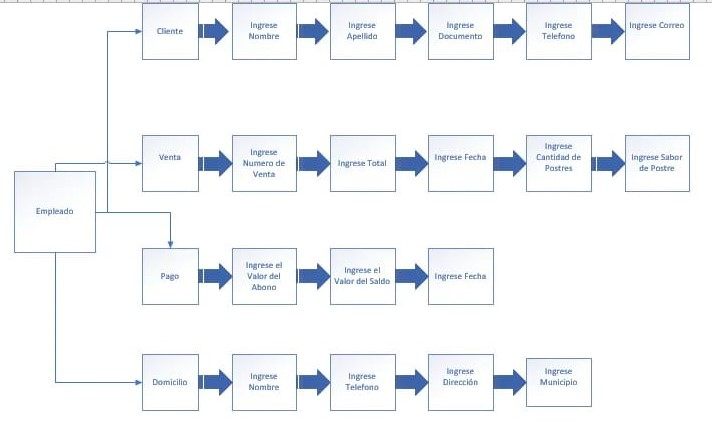 Cliente
Ingrese
Nombre
Ingrese
Apellido
Ingrese
Documento
Ingrese
Telefono
Ingrese Correo
Venta
Ingrese
Numero de
Venta
Ingrese Total
Ingrese Fecha
Ingrese
Cantidad de
Postres
Ingrese Sabor
de Postre
Empleado
Pago
Ingrese el
Valor del
Abono
Ingrese el
Valor del Saldo
Ingrese Fecha
Domicilio
Ingrese
Nombre
Ingrese
Telefono
Ingrese
Dirección
Ingrese
Municipio